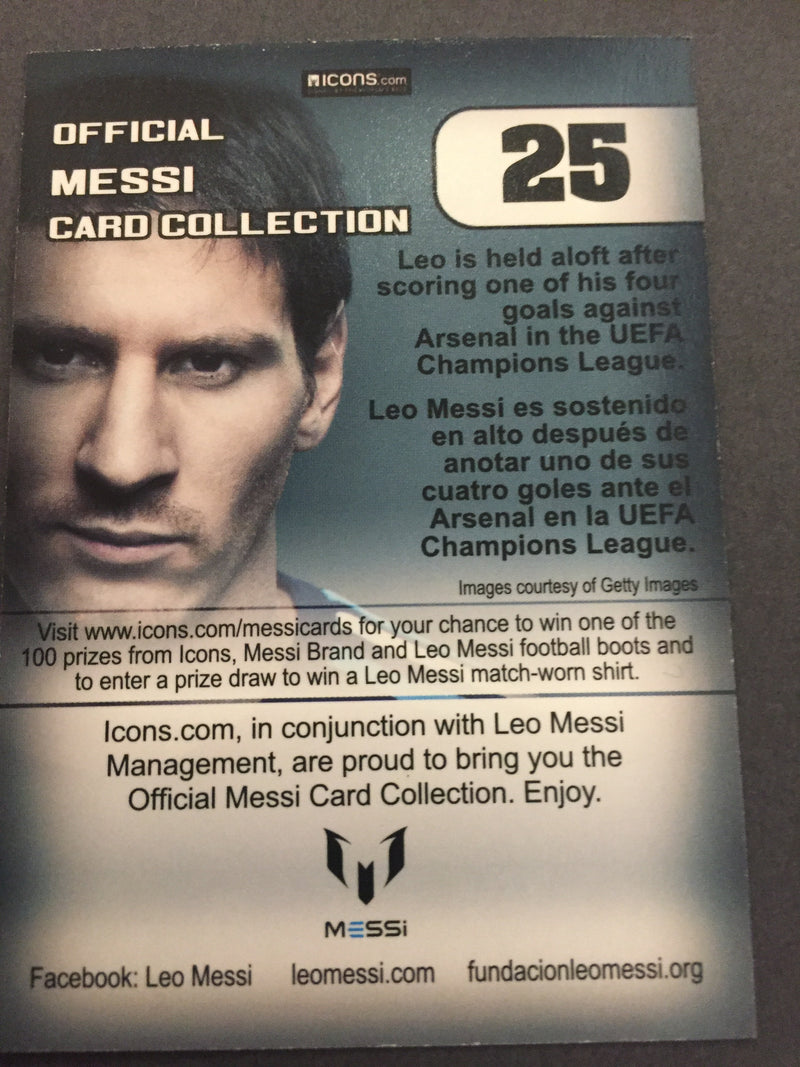 ICONS.com
OFFICIAL
MESSI
CARD COLLECTION
25
Leo is held aloft after
scoring one of his four
goals against
Arsenal in the UEFA
Champions League.
Leo Messi es sostenido
en alto después de
anotar uno de sus
cuatro goles ante el
Arsenal en la UEFA
Champions League.
Images courtesy of Getty Images
Visit www.icons.com/messicards for your chance to win one of the
100 prizes from Icons, Messi Brand and Leo Messi football boots and
to enter a prize draw to win a Leo Messi match-worn shirt.
Icons.com, in conjunction with Leo Messi
Management, are proud to bring you the
Official Messi Card Collection. Enjoy.
MESSi
Facebook: Leo Messi leomessi.com fundacionleomessi.org